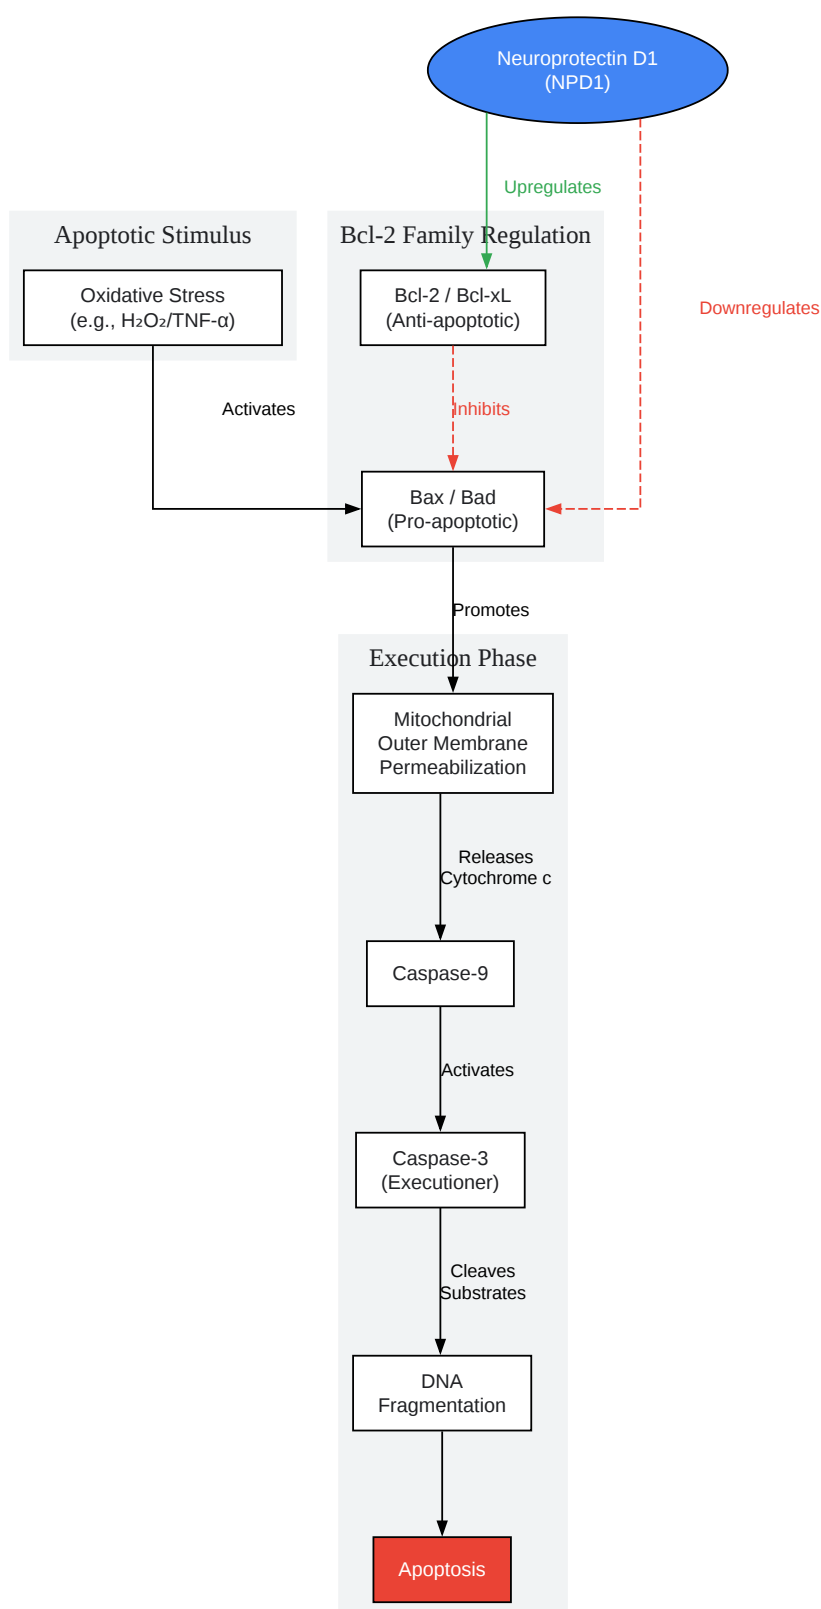 Neuroprotectin D1
(NPD1)
Upregulates
Apoptotic Stimulus
Bcl-2 Family Regulation
Oxidative Stress
(e.g., H₂O₂/TNF-α)
Bcl-2 / Bcl-xL
(Anti-apoptotic)
Downregulates
Activates
Inhibits
Bax / Bad
(Pro-apoptotic)
Promotes
Execution Phase
Mitochondrial
Outer Membrane
Permeabilization
Releases
Cytochrome c
Caspase-9
Activates
Caspase-3
(Executioner)
Cleaves
Substrates
DNA
Fragmentation
Apoptosis